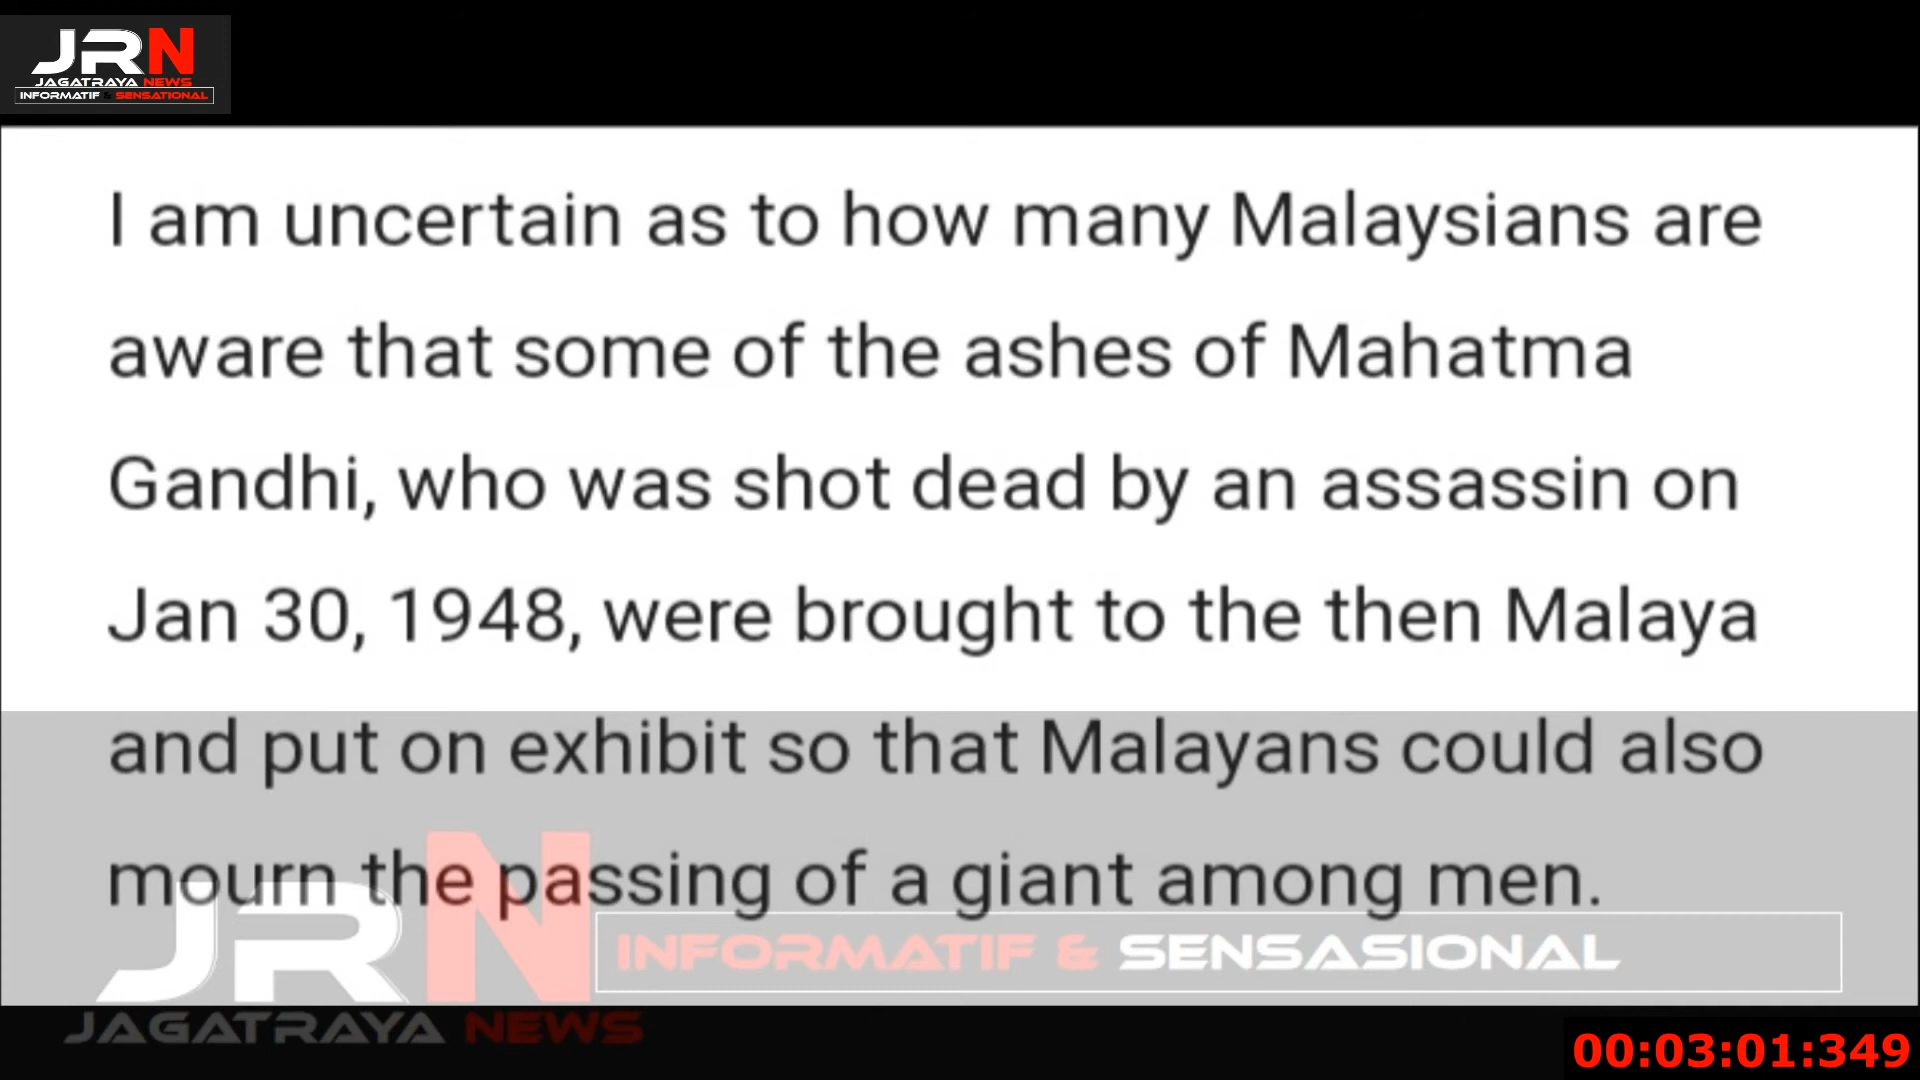 JRN
JAGATRAYA NEWS
INFORMATIF & SENSATIONAL
I am uncertain as to how many Malaysians are
aware that some of the ashes of Mahatma
Gandhi, who was shot dead by an assassin on
Jan 30, 1948, were brought to the then Malaya
and put on exhibit so that Malayans could also
mourn the passing of a giant among men.
JRN
INFORMATIF & SENSASIONAL
JAGATRAYA NEWS
00:03:01:349